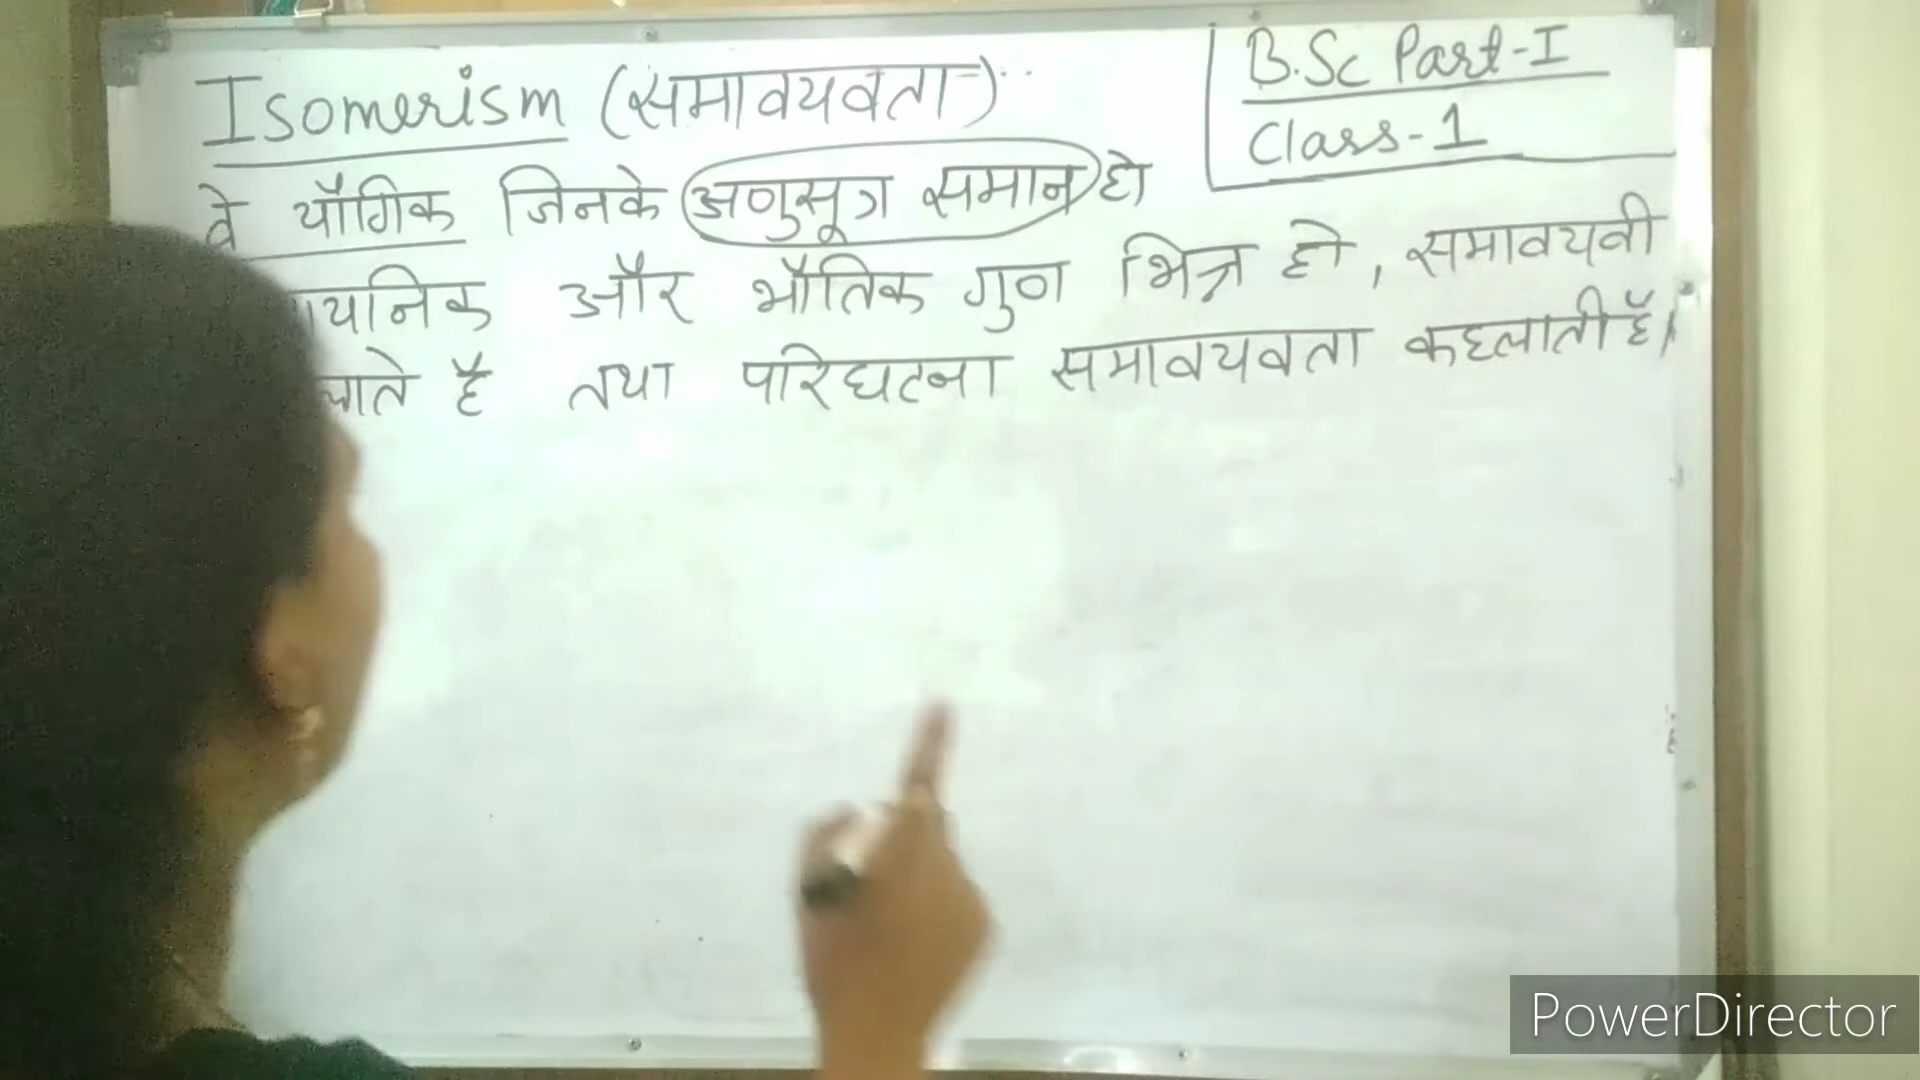 Isomerism (समावयवता)
B.Sc Part-I
Class-1
वे यौगिक जिनके अणुसूत्र समान हो
और भौतिक गुण भिन्न हो, समावयवी
है तथा परिघटना समावयवता कहलाती है।
PowerDirector